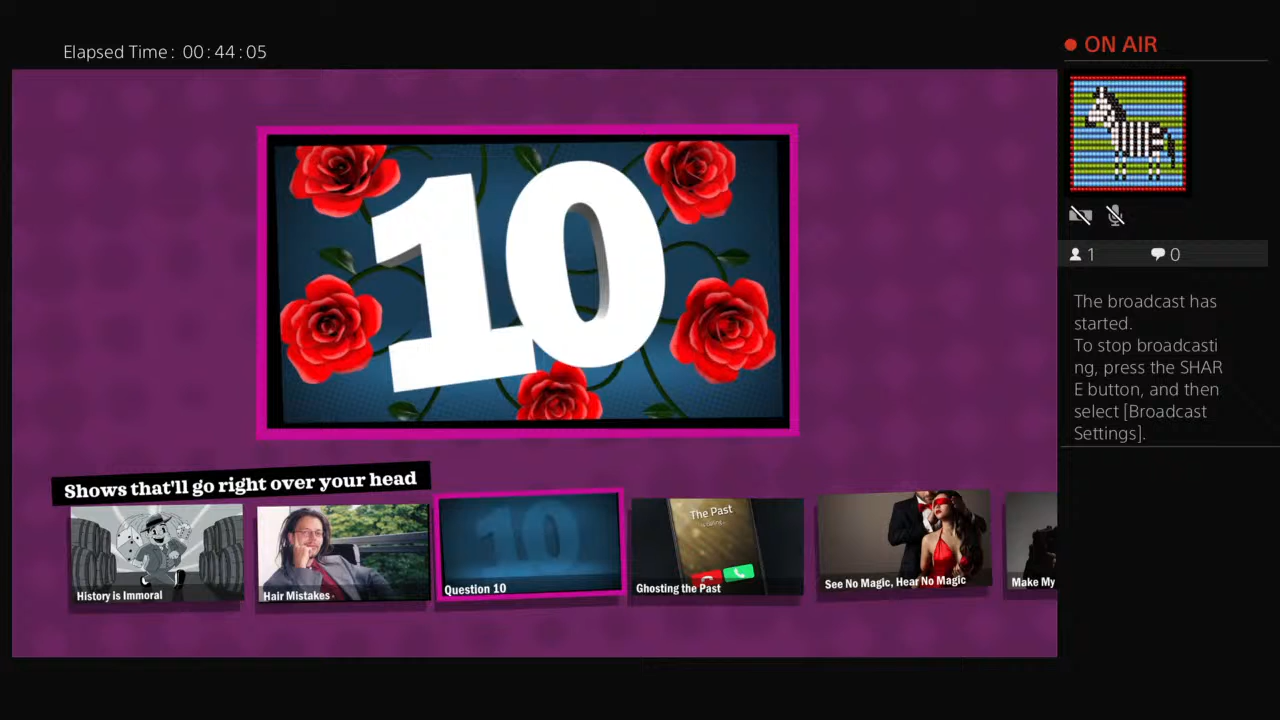 Elapsed Time: 00:44:05
ON AIR
10
1
0
The broadcast has
started.
To stop broadcasti
ng, press the SHAR
E button, and then
select [Broadcast
Settings].
Shows that'll go right over your head
History is Immoral
Hair Mistakes
10
Question 10
The Past
Ghosting the Past
See No Magic, Hear No Magic
Make My